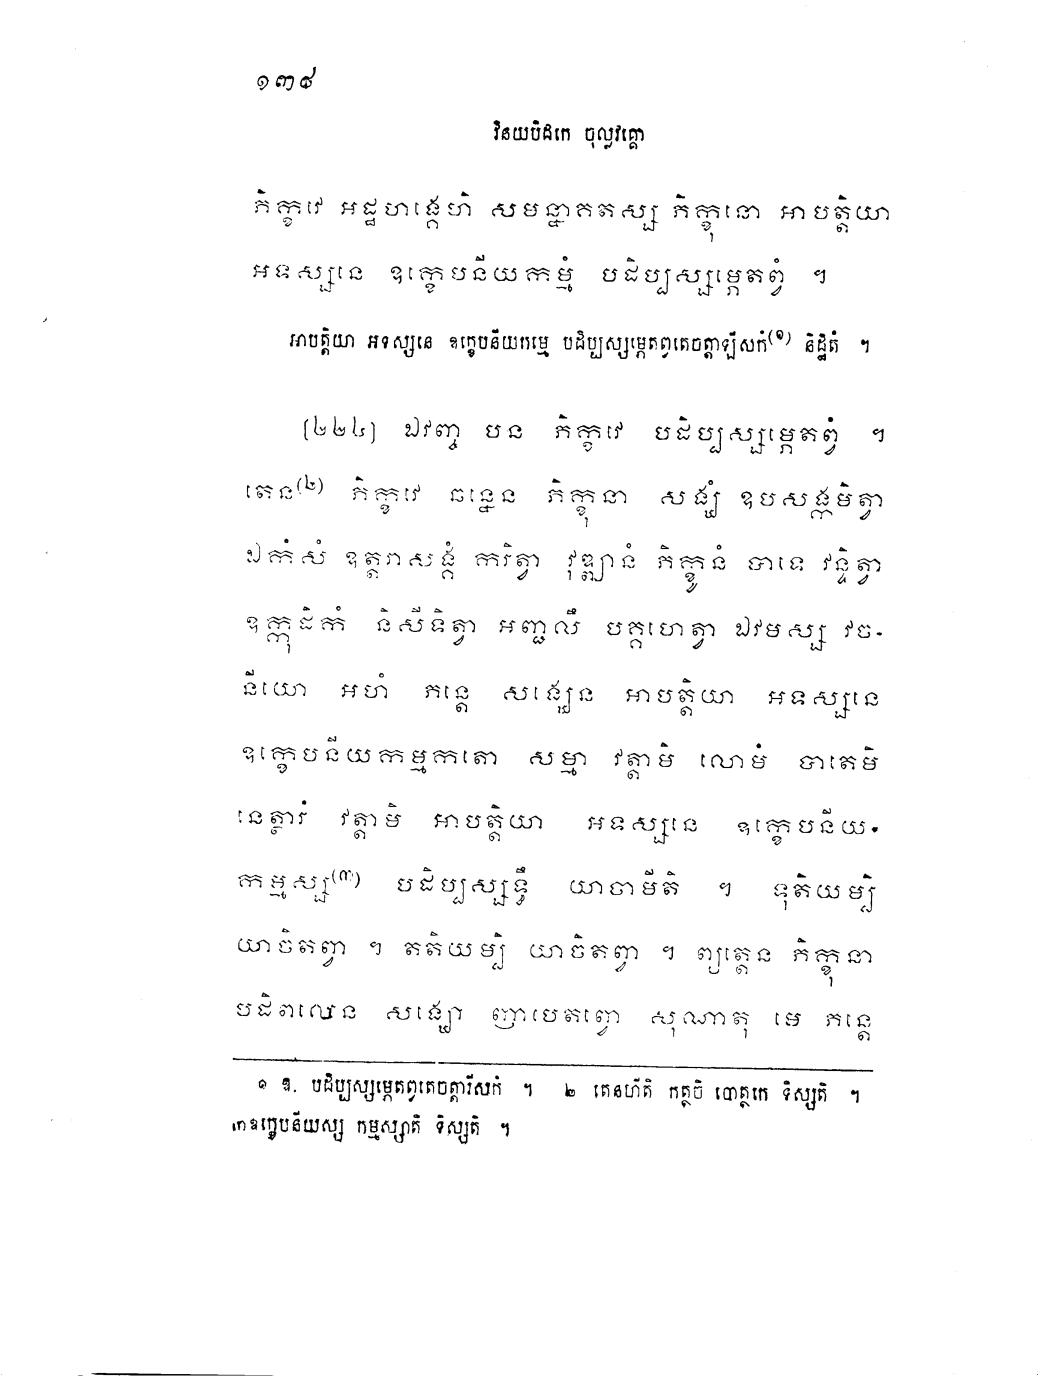 ១៣៨
វិនយបិដកេ ចុល្លវគ្គោ
ភិក្ខវេ អដ្ឋហង្គេហិ សមន្នាគតស្ស ភិក្ខុនោ អាបត្តិយា
អទស្សនេ ឧក្ខេបនីយកម្មំ បដិប្បស្សម្ភេតព្វំ ។
អាបត្តិយា អទស្សនេ ឧក្ខេបនីយកម្មេ បដិប្បស្សម្ភេតព្វតេចត្តាឡីសកំ(១) និដ្ឋិតំ ។
[២២៤] ឯវញ្ច បន ភិក្ខវេ បដិប្បស្សម្ភេតព្វំ ។
តេន(២) ភិក្ខវេ ឆន្នេន ភិក្ខុនា សង្ឃំ ឧបសង្កមិត្វា
ឯកំសំ ឧត្តរាសង្គំ ករិត្វា វុឌ្ឍានំ ភិក្ខូនំ បាទេ វន្ទិត្វា
ឧក្កុដិកំ និសីទិត្វា អញ្ជលឹ បគ្គហេត្វា ឯវមស្ស វច-
នីយោ អហំ ភន្តេ សង្ឃេន អាបត្តិយា អទស្សនេ
ឧក្ខេបនីយកម្មកតោ សម្មា វត្តាមិ លោមំ បាតេមិ
នេត្ថារំ វត្តាមិ អាបត្តិយា អទស្សនេ ឧក្ខេបនីយ-
កម្មស្ស(៣) បដិប្បស្សទ្ធឹ យាចាមីតិ ។ ទុតិយម្បិ
យាចិតព្វា ។ តតិយម្បិ យាចិតព្វា ។ ព្យត្តេន ភិក្ខុនា
បដិពលេន សង្ឃោ ញាបេតព្វោ សុណាតុ មេ ភន្តេ
១ ឱ. បដិប្បស្សម្ភេតព្វតេចត្តារីសកំ ។ ២ តេនហីតិ កត្ថចិ បោត្ថកេ ទិស្សតិ ។
៣ ឧក្ខេបនីយស្ស កម្មស្សាតិ ទិស្សតិ ។